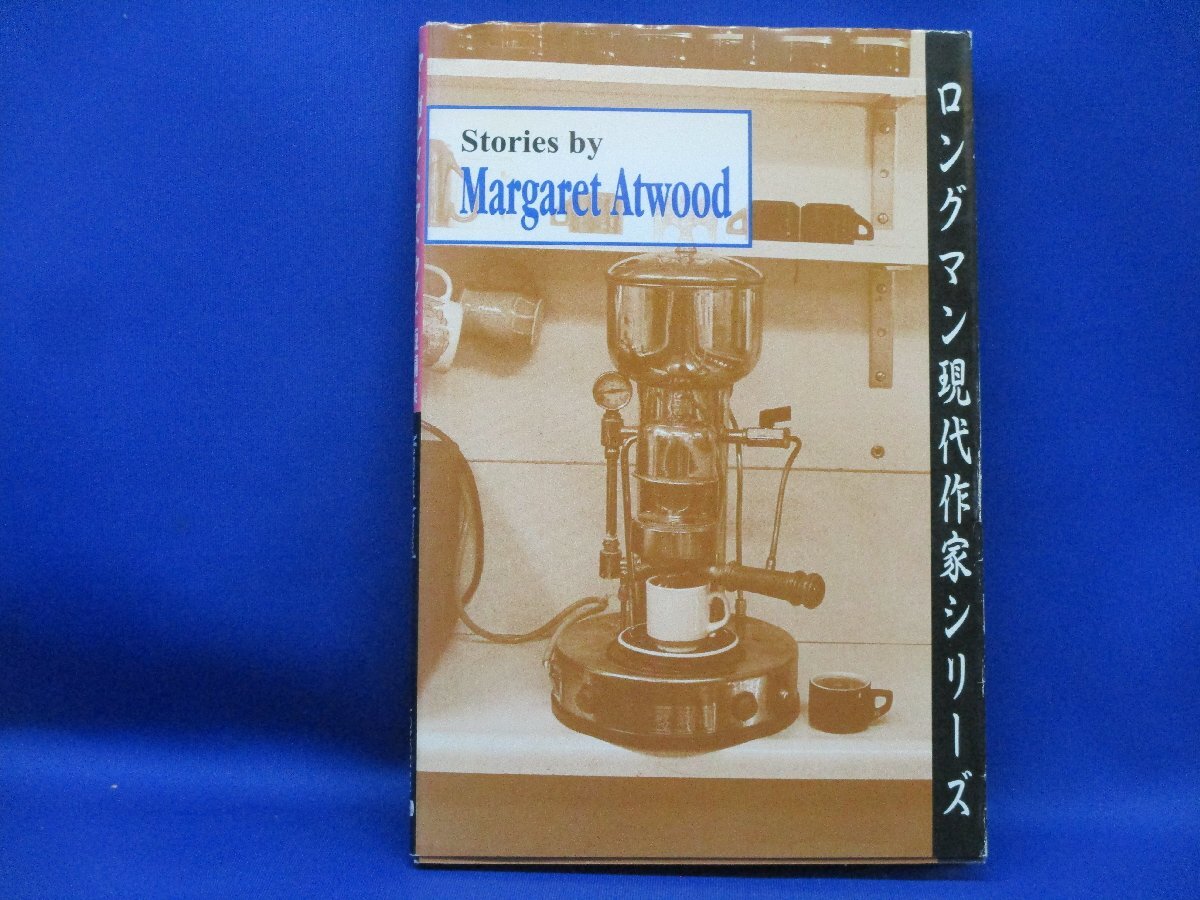 Stories by
Margaret Atwood
ロングマン現代作家シリーズ